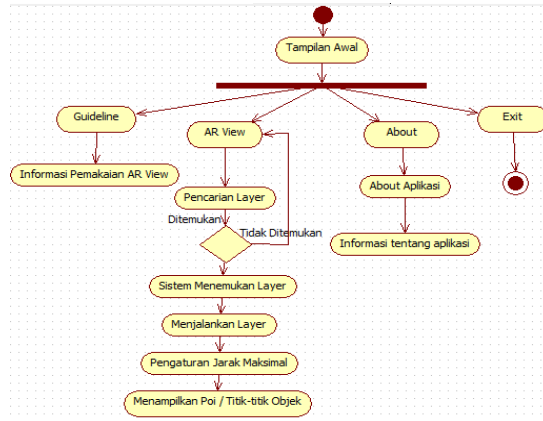 Tampilan Awal
Guideline
AR View
About
Exit
Informasi Pemakaian AR View
Pencarian Layer
About Aplikasi
Ditemukan
Tidak Ditemukan
Informasi tentang aplikasi
Sistem Menemukan Layer
Menjalankan Layer
Pengaturan Jarak Maksimal
Menampilkan Poi / Titik-titik Objek